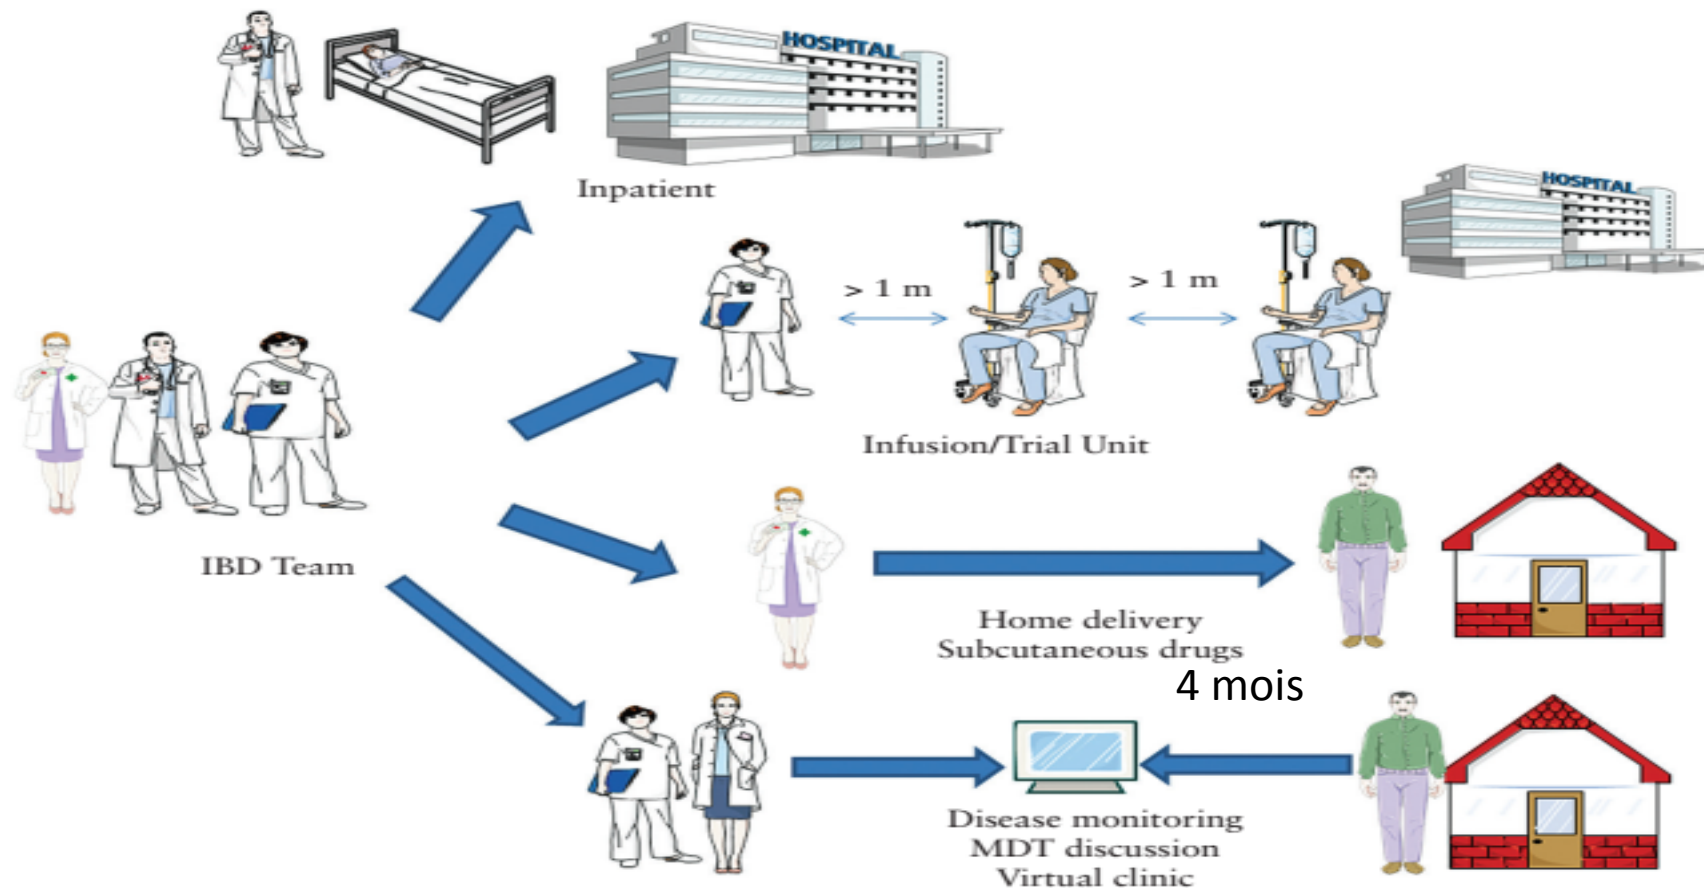 HOSPITAL
Inpatient
HOSPITAL
> 1 m
> 1 m
Infusion/Trial Unit
IBD Team
Home delivery
Subcutaneous drugs
4 mois
Disease monitoring
MDT discussion
Virtual clinic